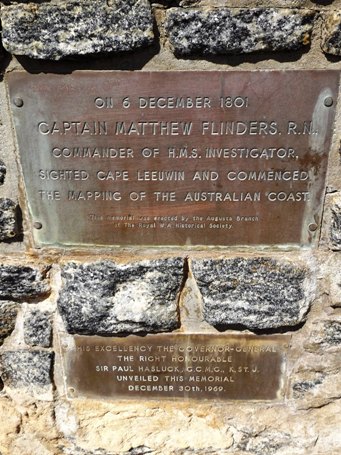 ON 6 DECEMBER 1801
CAPTAIN MATTHEW FLINDERS, R.N.,
COMMANDER OF H.M.S. INVESTIGATOR,
SIGHTED CAPE LEEUWIN AND COMMENCED
THE MAPPING OF THE AUSTRALIAN COAST.
This memorial was erected by the Augusta Branch
of The Royal W.A. Historical Society.
HIS EXCELLENCY THE GOVERNOR-GENERAL
THE RIGHT HONOURABLE
SIR PAUL HASLUCK, G.C.M.G., K.ST.J.
UNVEILED THIS MEMORIAL
DECEMBER 30TH, 1969.